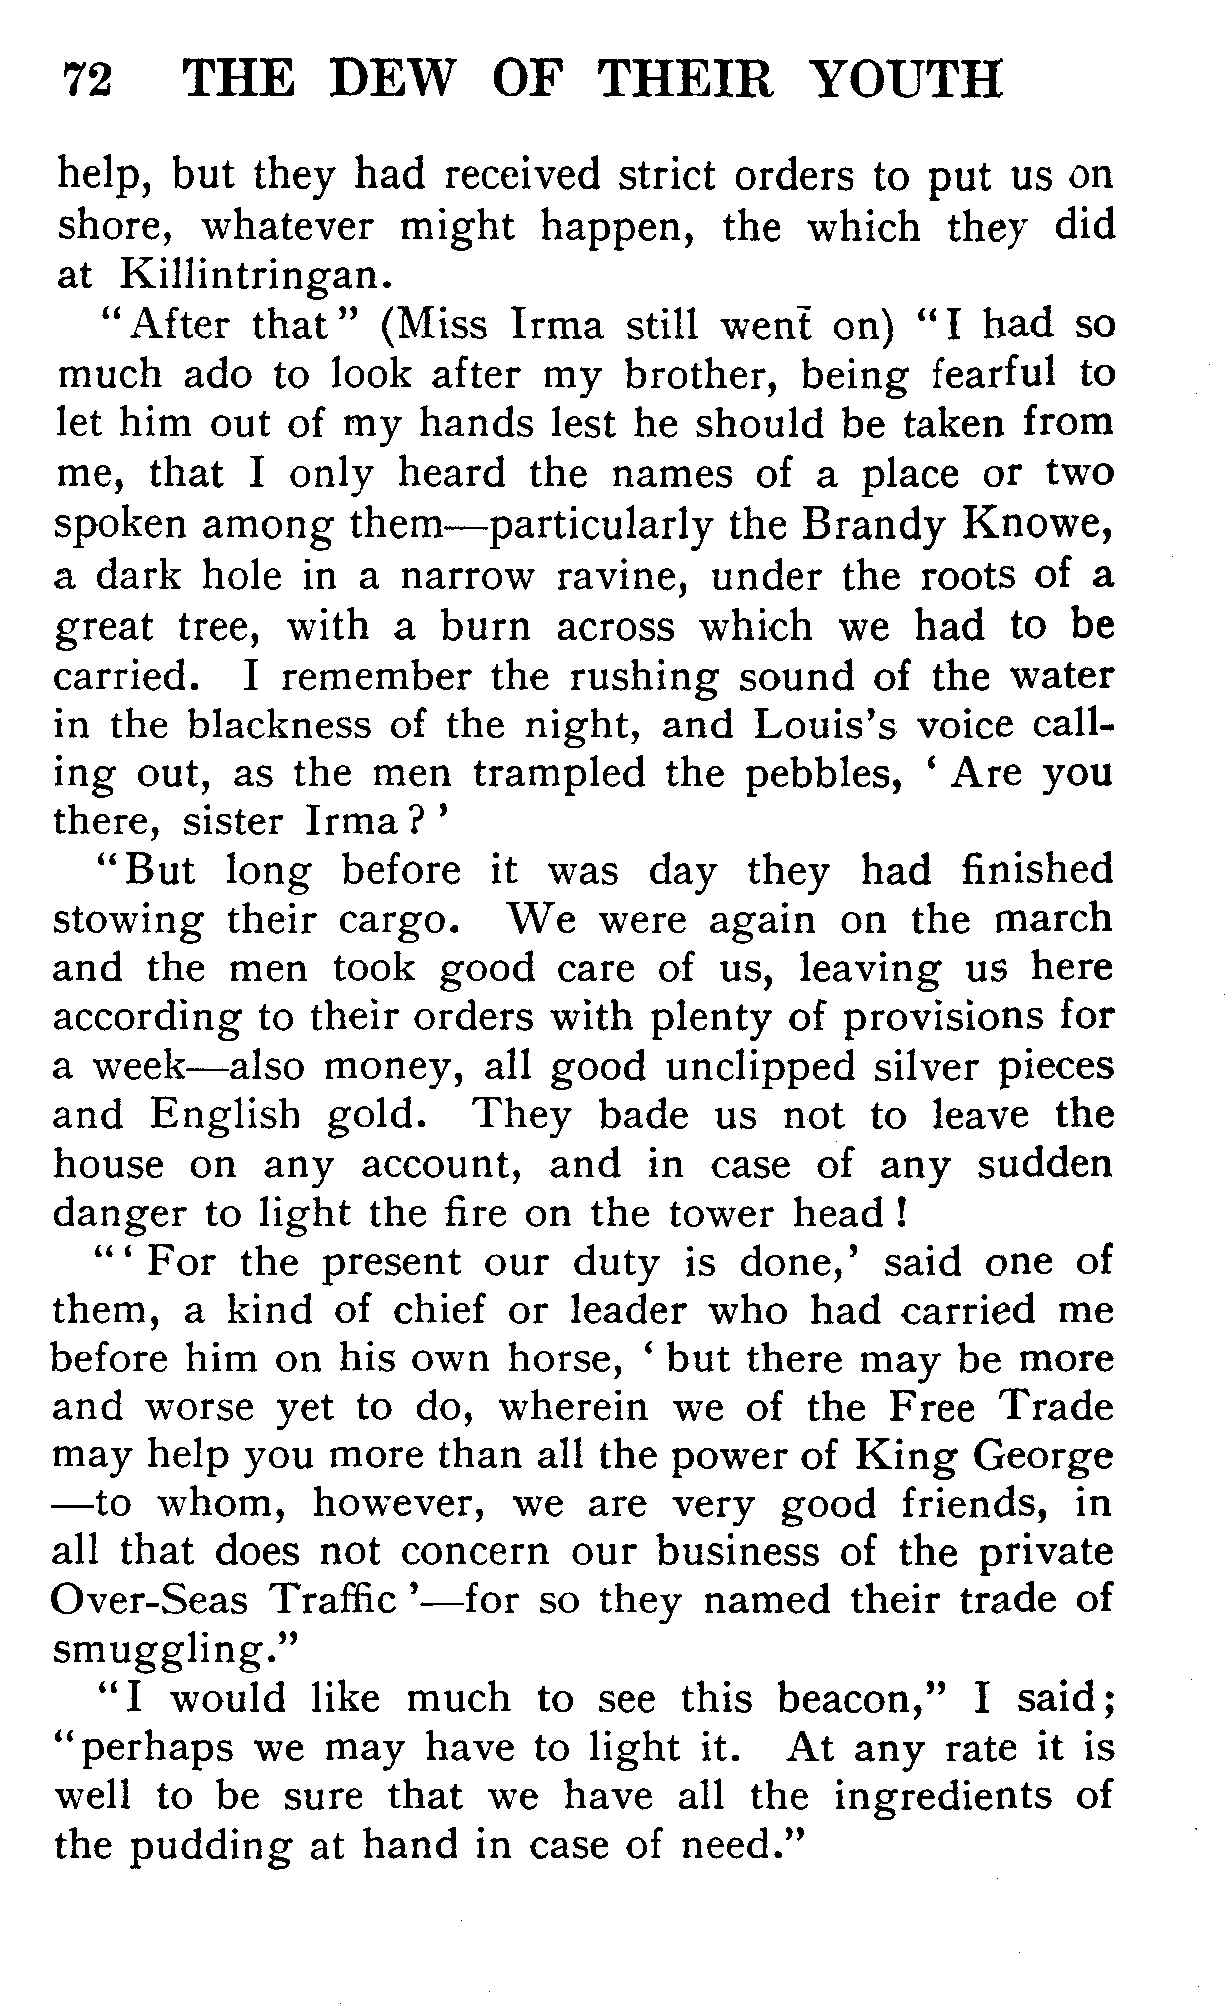 72 THE DEW OF THEIR YOUTH
help, but they had received strict orders to put us on
shore, whatever might happen, the which they did
at Killintringan.
“After that” (Miss Irma still went on) “I had so
much ado to look after my brother, being fearful to
let him out of my hands lest he should be taken from
me, that I only heard the names of a place or two
spoken among them—particularly the Brandy Knowe,
a dark hole in a narrow ravine, under the roots of a
great tree, with a burn across which we had to be
carried. I remember the rushing sound of the water
in the blackness of the night, and Louis’s voice call-
ing out, as the men trampled the pebbles, ‘Are you
there, sister Irma?’
“But long before it was day they had finished
stowing their cargo. We were again on the march
and the men took good care of us, leaving us here
according to their orders with plenty of provisions for
a week—also money, all good unclipped silver pieces
and English gold. They bade us not to leave the
house on any account, and in case of any sudden
danger to light the fire on the tower head!
“‘For the present our duty is done,’ said one of
them, a kind of chief or leader who had carried me
before him on his own horse, ‘but there may be more
and worse yet to do, wherein we of the Free Trade
may help you more than all the power of King George
—to whom, however, we are very good friends, in
all that does not concern our business of the private
Over-Seas Traffic’—for so they named their trade of
smuggling.”
“I would like much to see this beacon,” I said;
“perhaps we may have to light it. At any rate it is
well to be sure that we have all the ingredients of
the pudding at hand in case of need.”